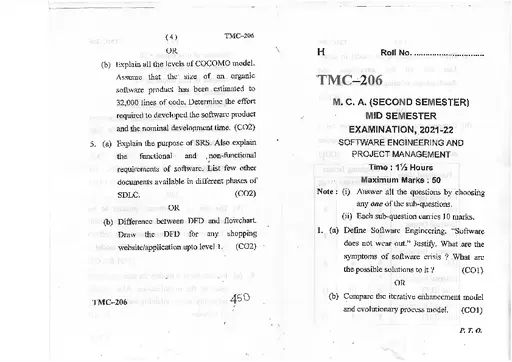 ( 4 )
TMC–206
OR
(b) Explain all the levels of COCOMO model.
Assume that the size of an organic
software product has been estimated to
32,000 lines of code. Determine the effort
required to developed the software product
and the nominal development time. (CO2)
5. (a) Explain the purpose of SRS. Also explain
the functional and non-functional
requirements of software. List few other
documents available in different phases of
SDLC. (CO2)
OR
(b) Difference between DFD and flowchart.
Draw the DFD for any shopping
website/application upto level 1. (CO2)
TMC–206
450
H
Roll No. ..............................
TMC–206
M. C. A. (SECOND SEMESTER)
MID SEMESTER
EXAMINATION, 2021-22
SOFTWARE ENGINEERING AND
PROJECT MANAGEMENT
Time : 1½ Hours
Maximum Marks : 50
Note : (i) Answer all the questions by choosing
any one of the sub-questions.
(ii) Each sub-question carries 10 marks.
1. (a) Define Software Engineering. “Software
does not wear out.” Justify. What are the
symptoms of software crisis ? What are
the possible solutions to it ? (CO1)
OR
(b) Compare the iterative enhancement model
and evolutionary process model. (CO1)
P. T. O.